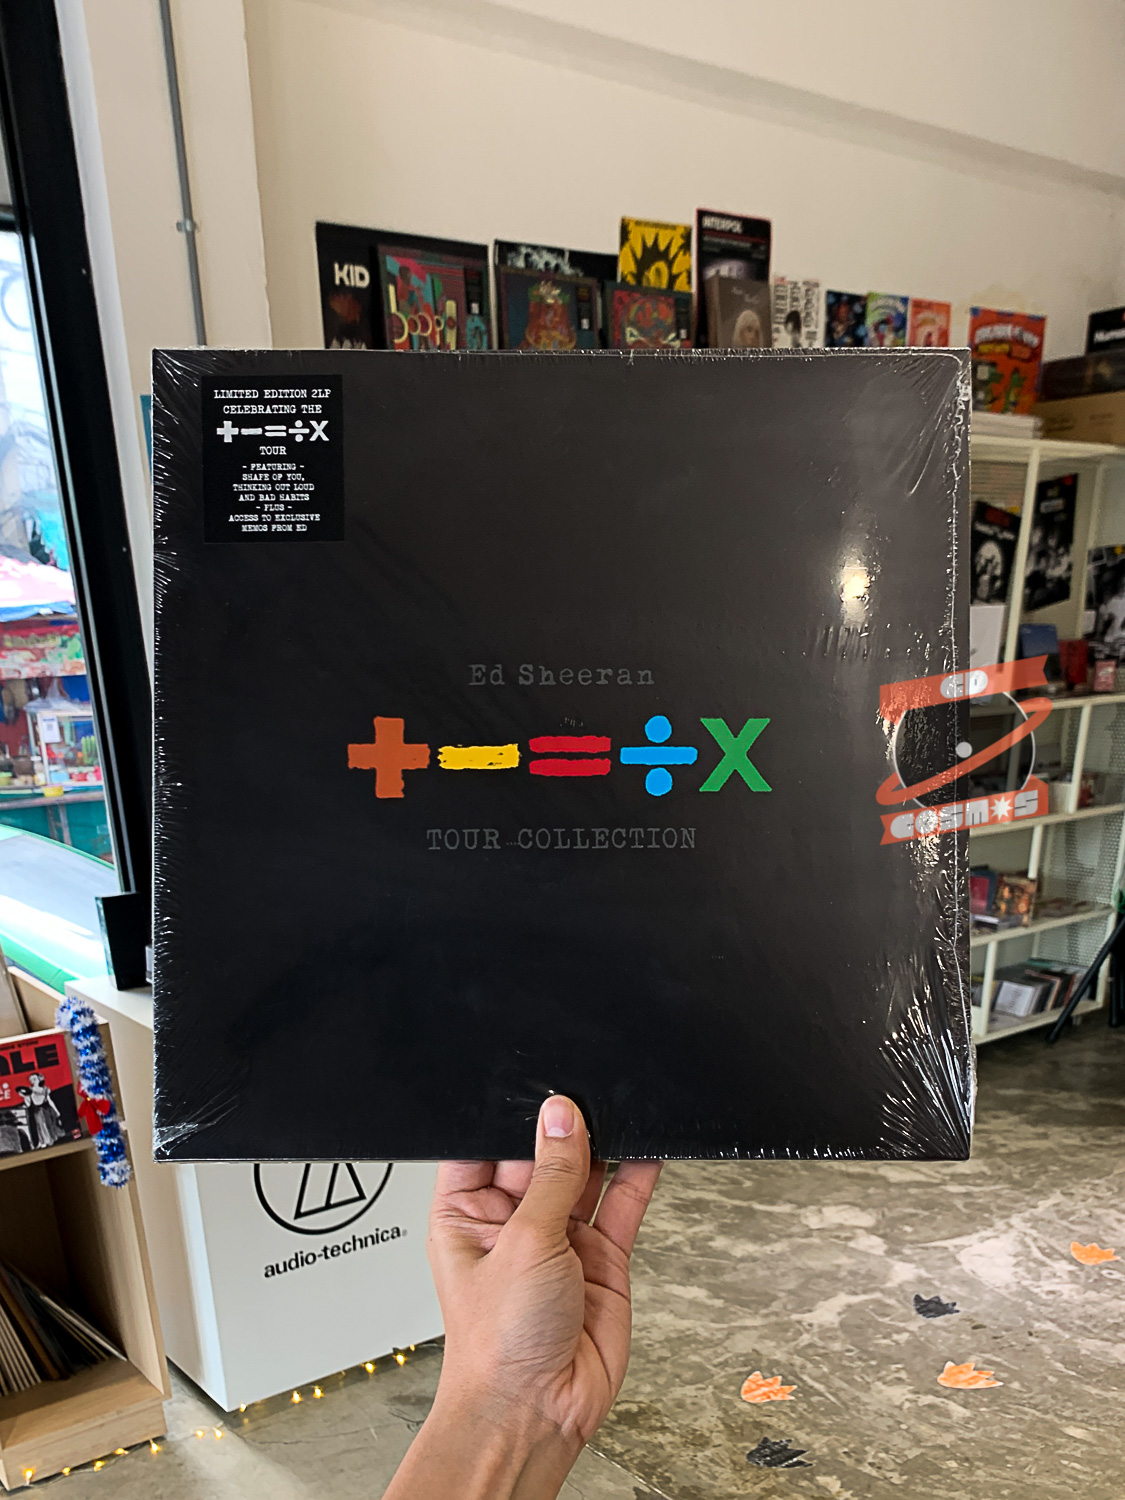 INTERPOL
KID
LIMITED EDITION 2LP
CELEBRATING THE
+-=÷x
TOUR
- FEATURING -
SHAPE OF YOU,
THINKING OUT LOUD
AND BAD HABITS
- PLUS -
ACCESS TO EXCLUSIVE
MEMOS FROM ED
Ed Sheeran
+-=÷x
TOUR COLLECTION
CD
COSMOS
audio-technica